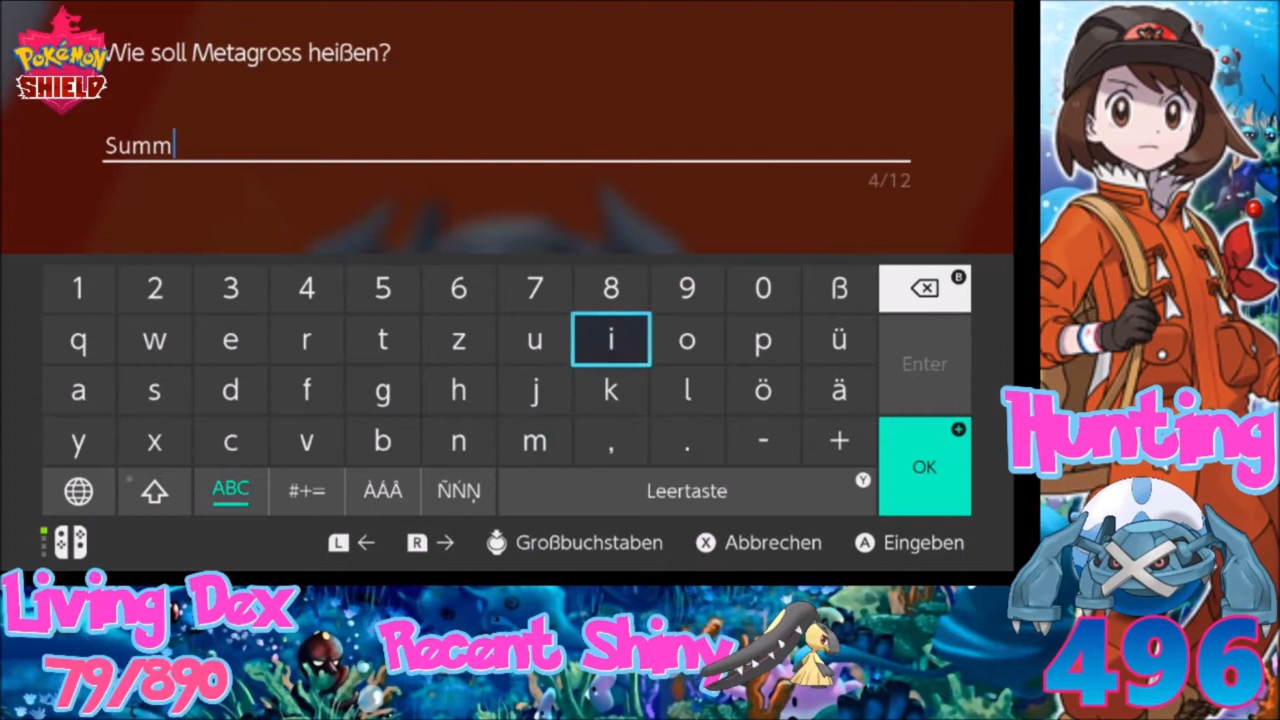 POKÉMON
SHIELD
Wie soll Metagross heißen?
Summ
4/12
1 2 3 4 5 6 7 8 9 0 ß B
q w e r t z u i o p ü
Enter
a s d f g h j k l ö ä
y x c v b n m , . - +
OK
ABC #+= ÀÁÂ ÑŃŅ Leertaste Y
L ← R → Großbuchstaben X Abbrechen A Eingeben
Hunting
496
Living Dex
79/890
Recent Shiny